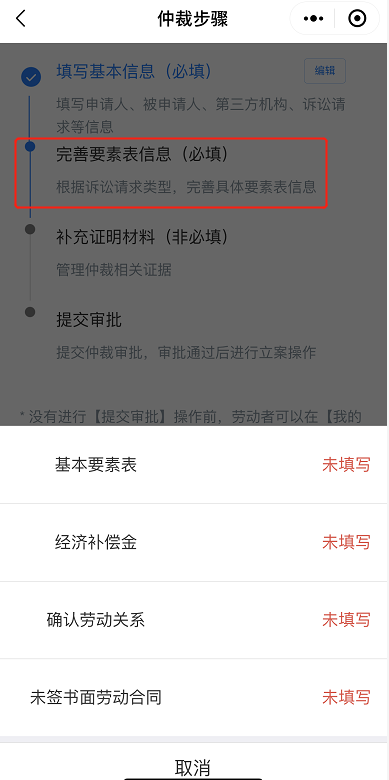 仲裁步骤
填写基本信息（必填）
编辑
填写申请人、被申请人、第三方机构、诉讼请
求等信息
完善要素表信息（必填）
根据诉讼请求类型，完善具体要素表信息
补充证明材料（非必填）
管理仲裁相关证据
提交审批
提交仲裁审批，审批通过后进行立案操作
* 没有进行【提交审批】操作前，劳动者可以在【我的
基本要素表 未填写
经济补偿金 未填写
确认劳动关系 未填写
未签书面劳动合同 未填写
取消